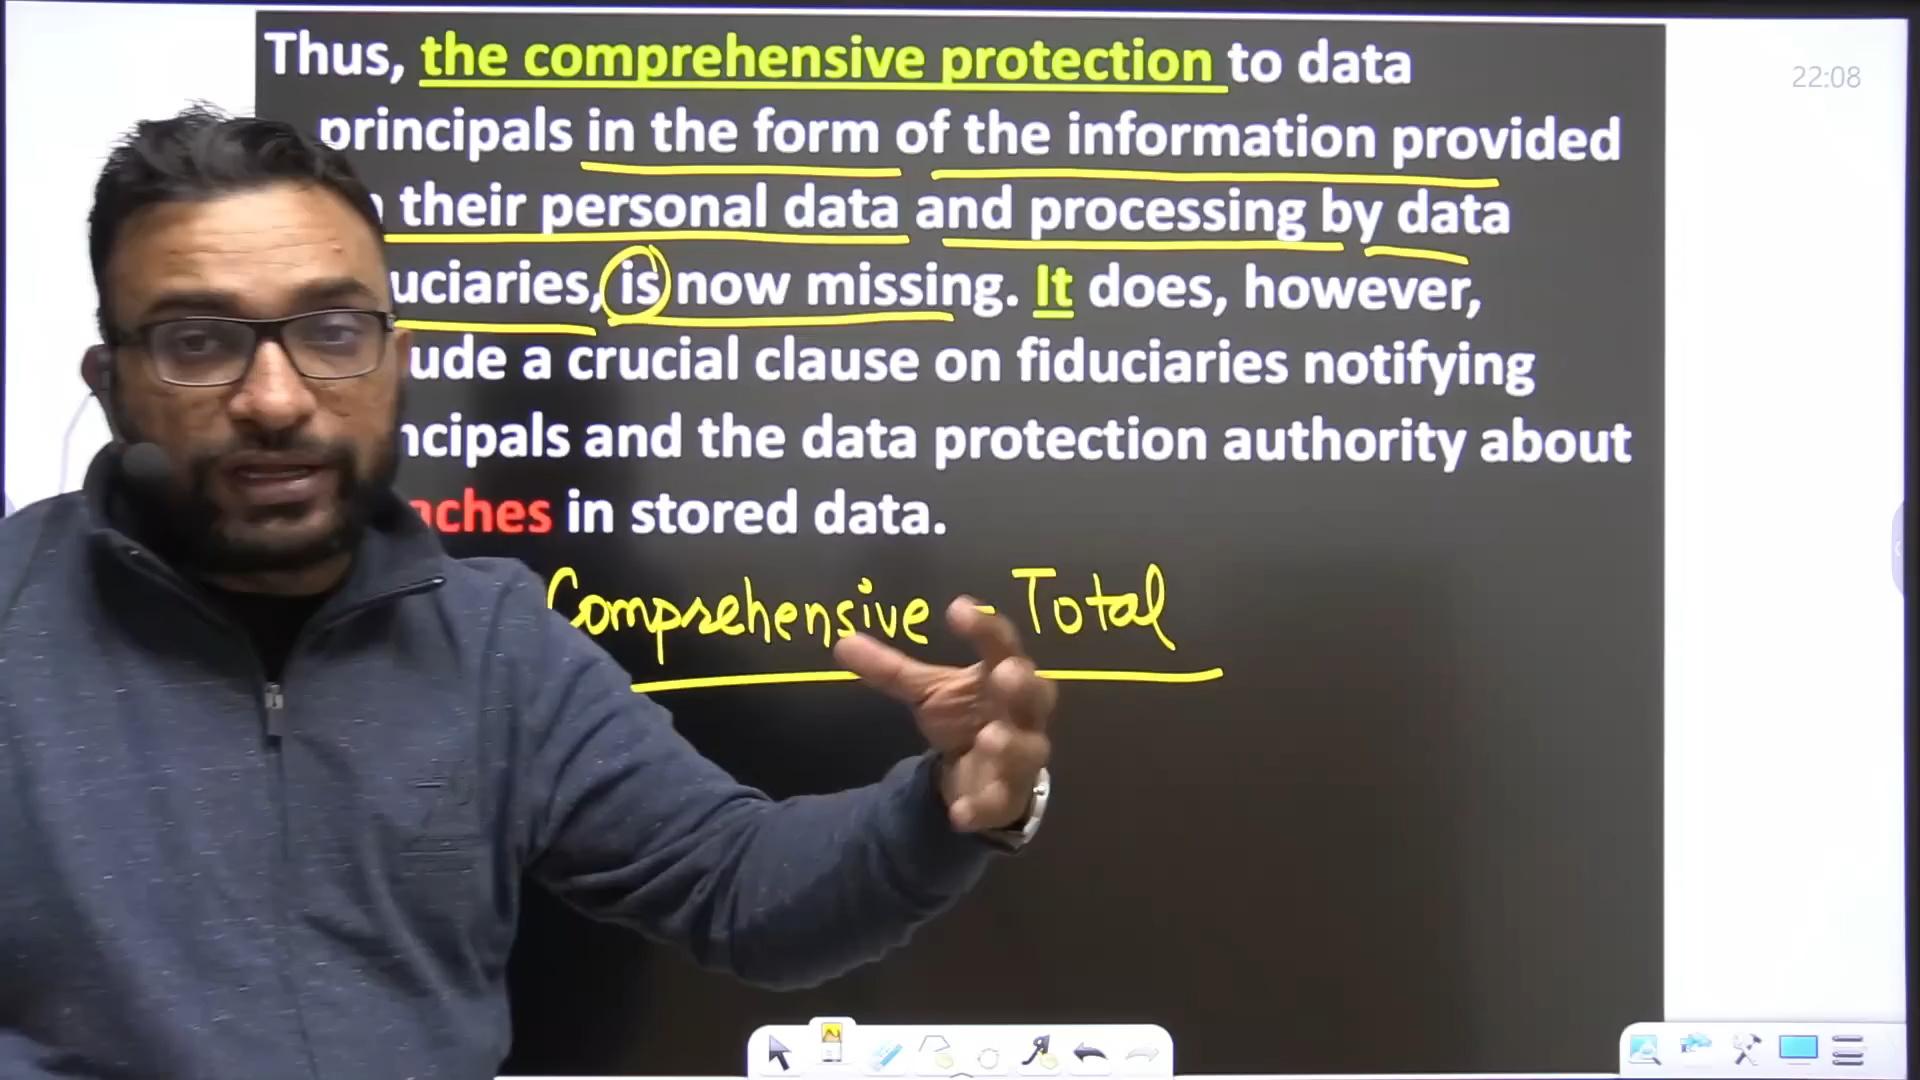 Thus, the comprehensive protection to data
principals in the form of the information provided
their personal data and processing by data
uciaries, is now missing. It does, however,
ude a crucial clause on fiduciaries notifying
ncipals and the data protection authority about
aches in stored data.
Comprehensive - Total
22:08